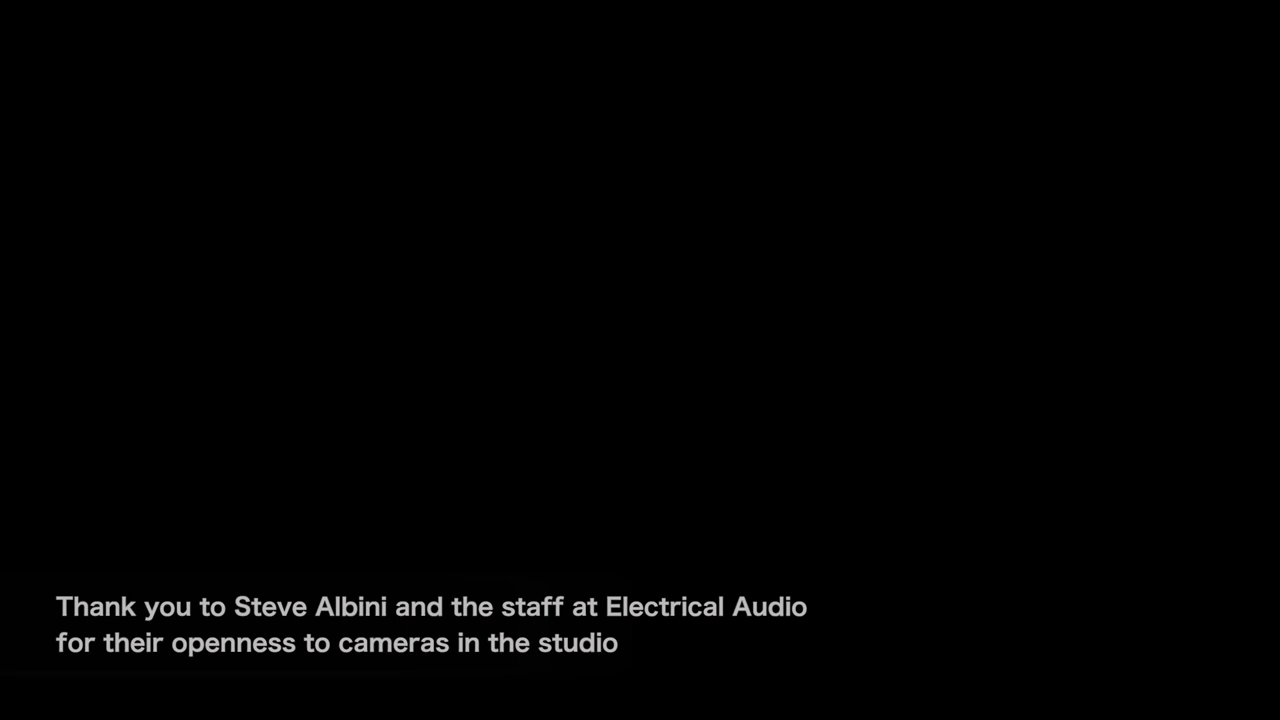 Thank you to Steve Albini and the staff at Electrical Audio
for their openness to cameras in the studio